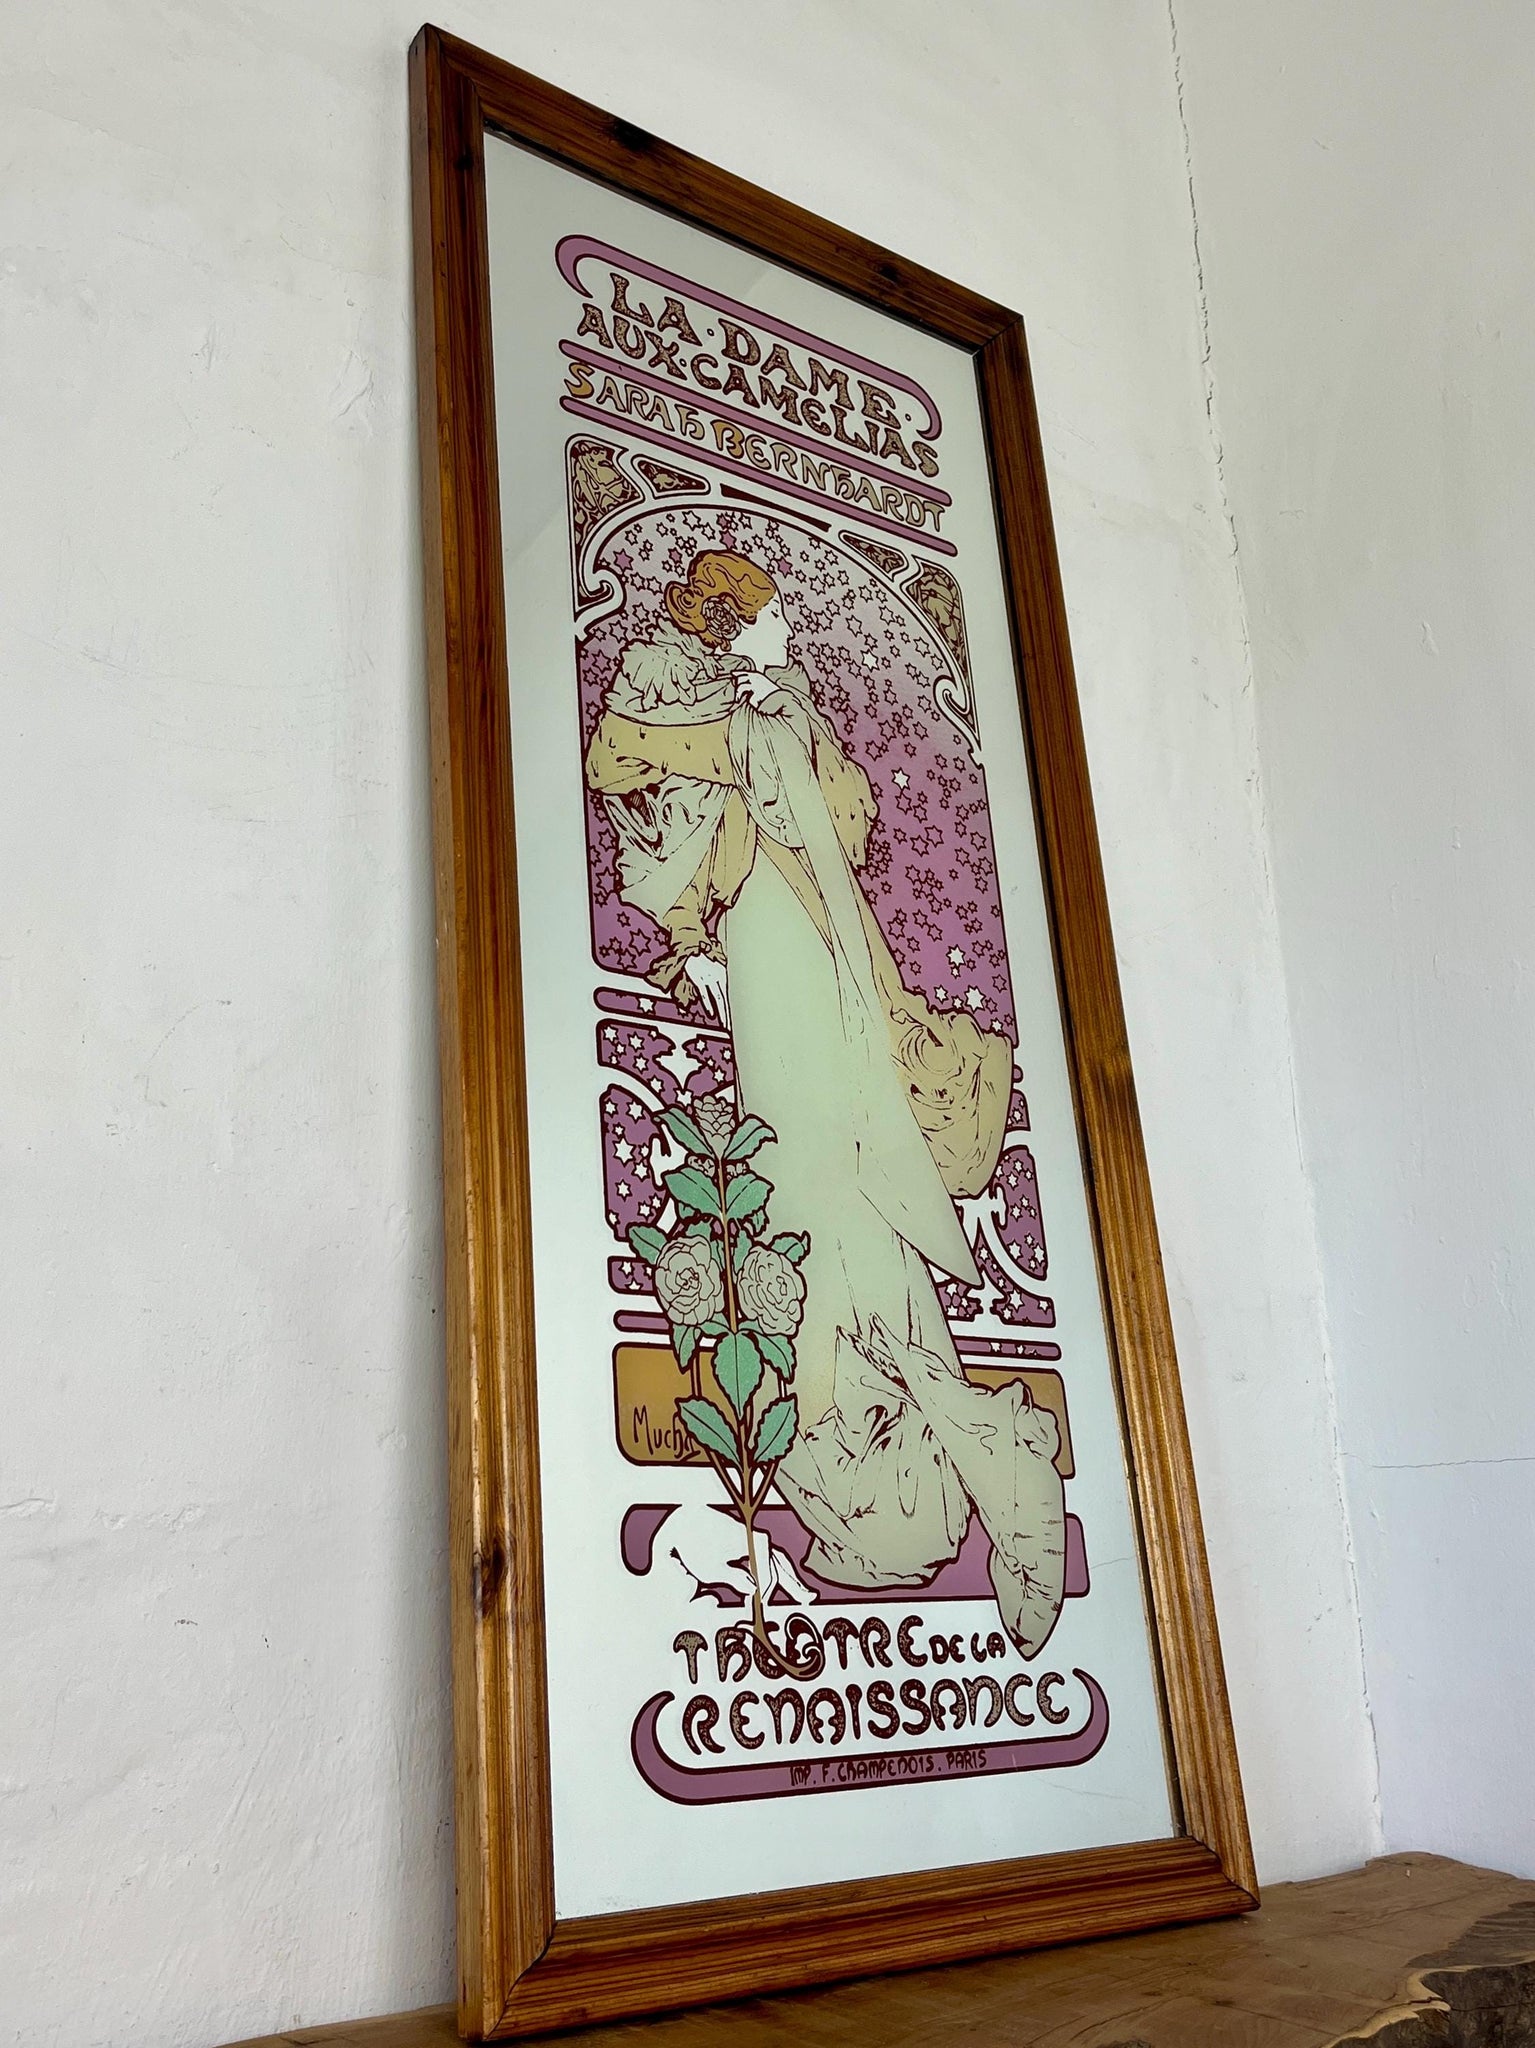 LA·DAME·
AUX·CAMELIAS
SARAH BERNHARDT
Mucha
THEATRE DE LA
RENAISSANCE
IMP. F. CHAMPENOIS. PARIS